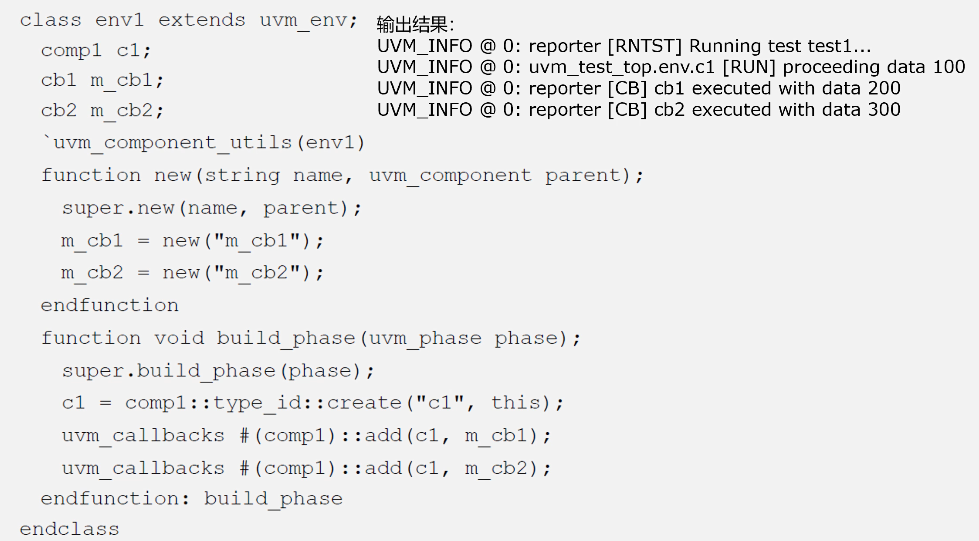 class env1 extends uvm_env;
comp1 c1;
cb1 m_cb1;
cb2 m_cb2;
`uvm_component_utils(env1)
function new(string name, uvm_component parent);
super.new(name, parent);
m_cb1 = new("m_cb1");
m_cb2 = new("m_cb2");
endfunction
function void build_phase(uvm_phase phase);
super.build_phase(phase);
c1 = comp1::type_id::create("c1", this);
uvm_callbacks #(comp1)::add(c1, m_cb1);
uvm_callbacks #(comp1)::add(c1, m_cb2);
endfunction: build_phase
endclass
输出结果：
UVM_INFO @ 0: reporter [RNTST] Running test test1...
UVM_INFO @ 0: uvm_test_top.env.c1 [RUN] proceeding data 100
UVM_INFO @ 0: reporter [CB] cb1 executed with data 200
UVM_INFO @ 0: reporter [CB] cb2 executed with data 300